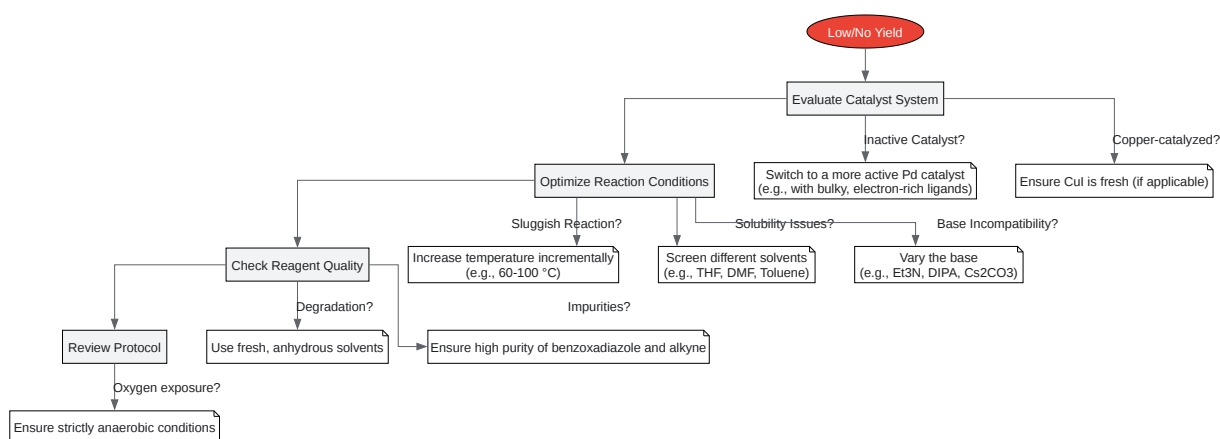 Low/No Yield
Evaluate Catalyst System
Inactive Catalyst?
Copper-catalyzed?
Switch to a more active Pd catalyst
(e.g., with bulky, electron-rich ligands)
Ensure CuI is fresh (if applicable)
Optimize Reaction Conditions
Sluggish Reaction?
Solubility Issues?
Base Incompatibility?
Increase temperature incrementally
(e.g., 60-100 °C)
Screen different solvents
(e.g., THF, DMF, Toluene)
Vary the base
(e.g., Et3N, DIPA, Cs2CO3)
Check Reagent Quality
Degradation?
Impurities?
Use fresh, anhydrous solvents
Ensure high purity of benzoxadiazole and alkyne
Review Protocol
Oxygen exposure?
Ensure strictly anaerobic conditions